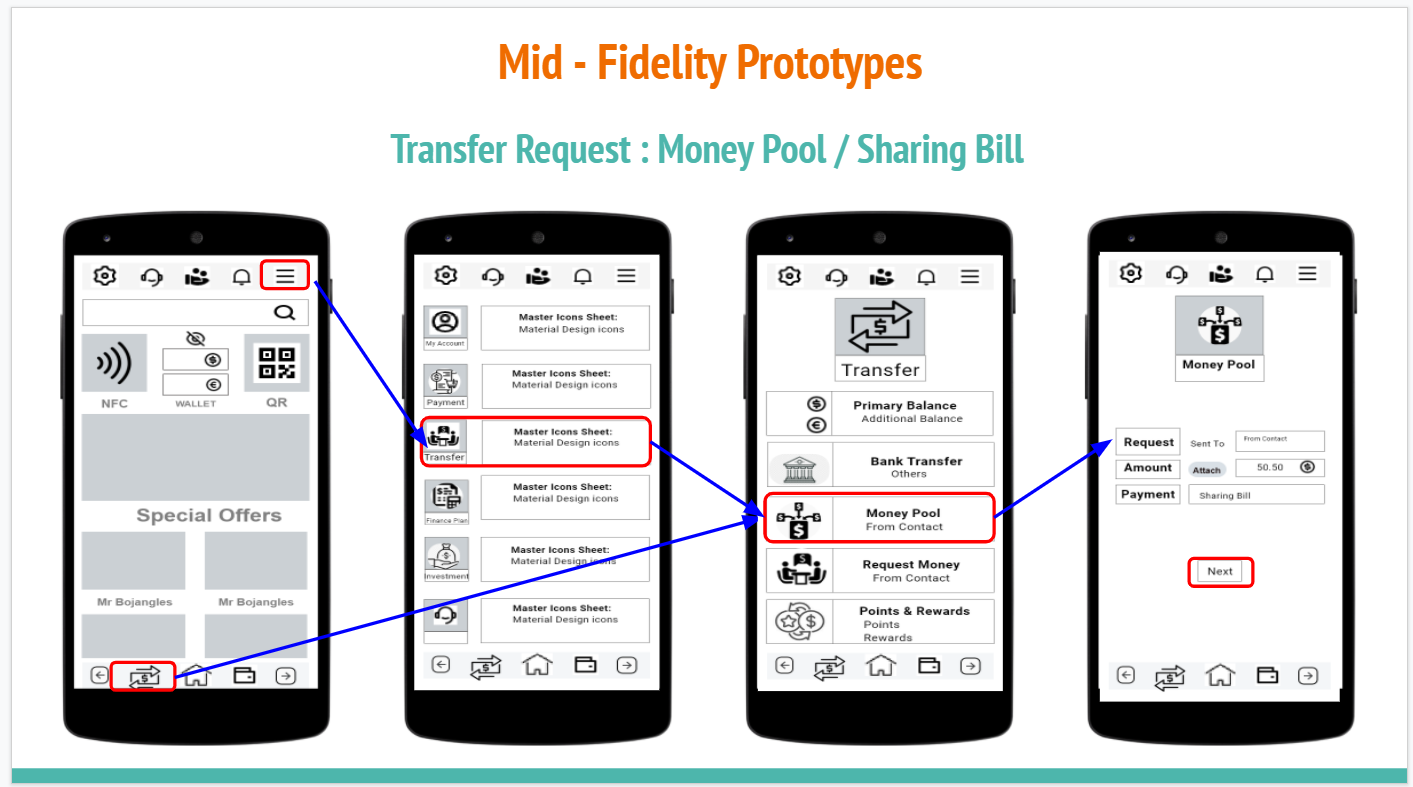 Mid - Fidelity Prototypes
Transfer Request : Money Pool / Sharing Bill
NFC
WALLET
QR
Special Offers
Mr Bojangles
Mr Bojangles
My Account
Master Icons Sheet:
Material Design icons
Payment
Master Icons Sheet:
Material Design icons
Transfer
Master Icons Sheet:
Material Design icons
Finance Plan
Master Icons Sheet:
Material Design icons
Investment
Master Icons Sheet:
Material Design icons
Master Icons Sheet:
Material Design icons
Transfer
Primary Balance
Additional Balance
Bank Transfer
Others
Money Pool
From Contact
Request Money
From Contact
Points & Rewards
Points
Rewards
Money Pool
Request Sent To From Contact
Amount Attach 50.50
Payment Sharing Bill
Next